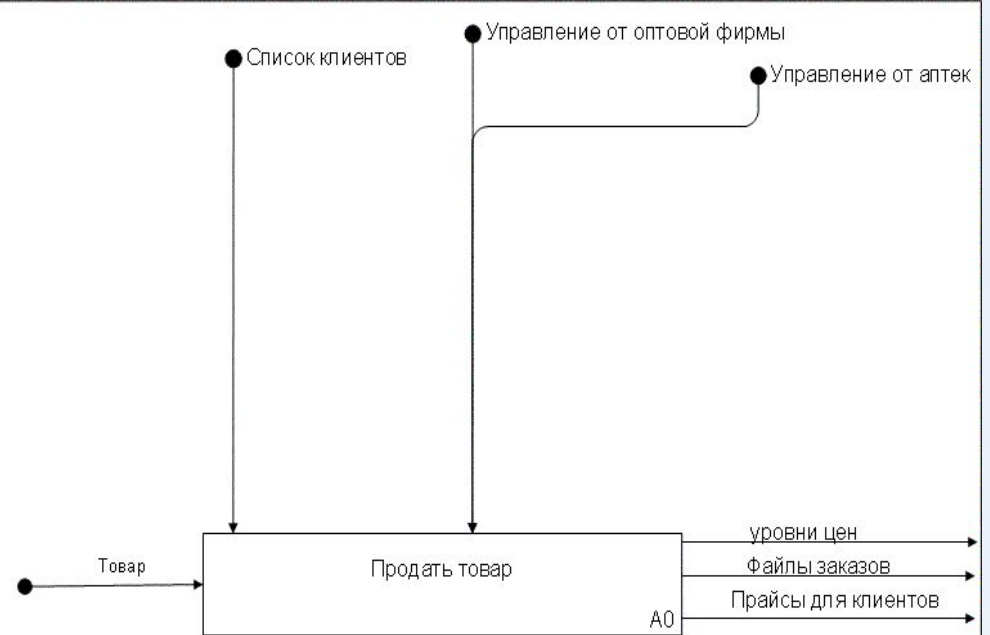 Управление от оптовой фирмы
Список клиентов
Управление от аптек
уровни цен
Товар
Продать товар
Файлы заказов
Прайсы для клиентов
A0